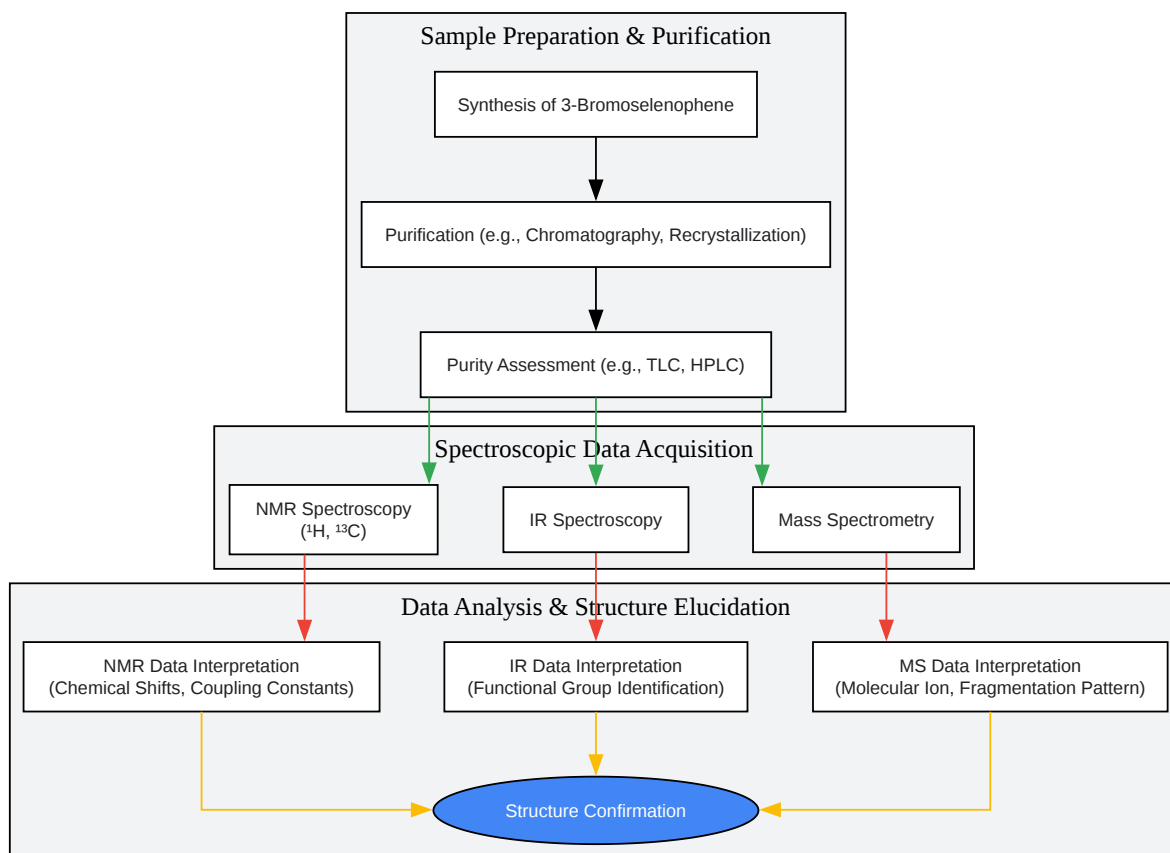 Sample Preparation & Purification
Synthesis of 3-Bromoselenophene
Purification (e.g., Chromatography, Recrystallization)
Purity Assessment (e.g., TLC, HPLC)
Spectroscopic Data Acquisition
NMR Spectroscopy
(¹H, ¹³C)
IR Spectroscopy
Mass Spectrometry
Data Analysis & Structure Elucidation
NMR Data Interpretation
(Chemical Shifts, Coupling Constants)
IR Data Interpretation
(Functional Group Identification)
MS Data Interpretation
(Molecular Ion, Fragmentation Pattern)
Structure Confirmation